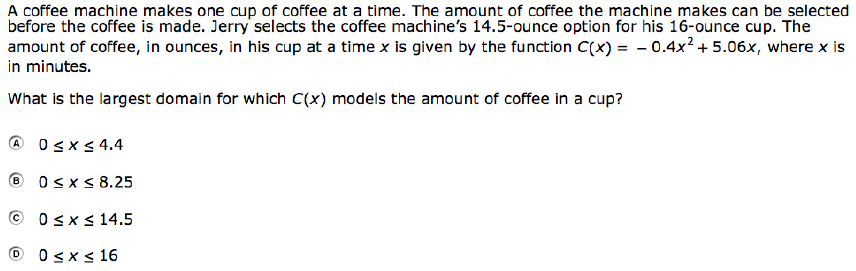 A coffee machine makes one cup of coffee at a time. The amount of coffee the machine makes can be selected
before the coffee is made. Jerry selects the coffee machine's 14.5-ounce option for his 16-ounce cup. The
amount of coffee, in ounces, in his cup at a time x is given by the function C(x) = − 0.4x² + 5.06x, where x is
in minutes.
What is the largest domain for which C(x) models the amount of coffee in a cup?
Ⓐ 0 ≤ x ≤ 4.4
Ⓑ 0 ≤ x ≤ 8.25
Ⓒ 0 ≤ x ≤ 14.5
Ⓓ 0 ≤ x ≤ 16